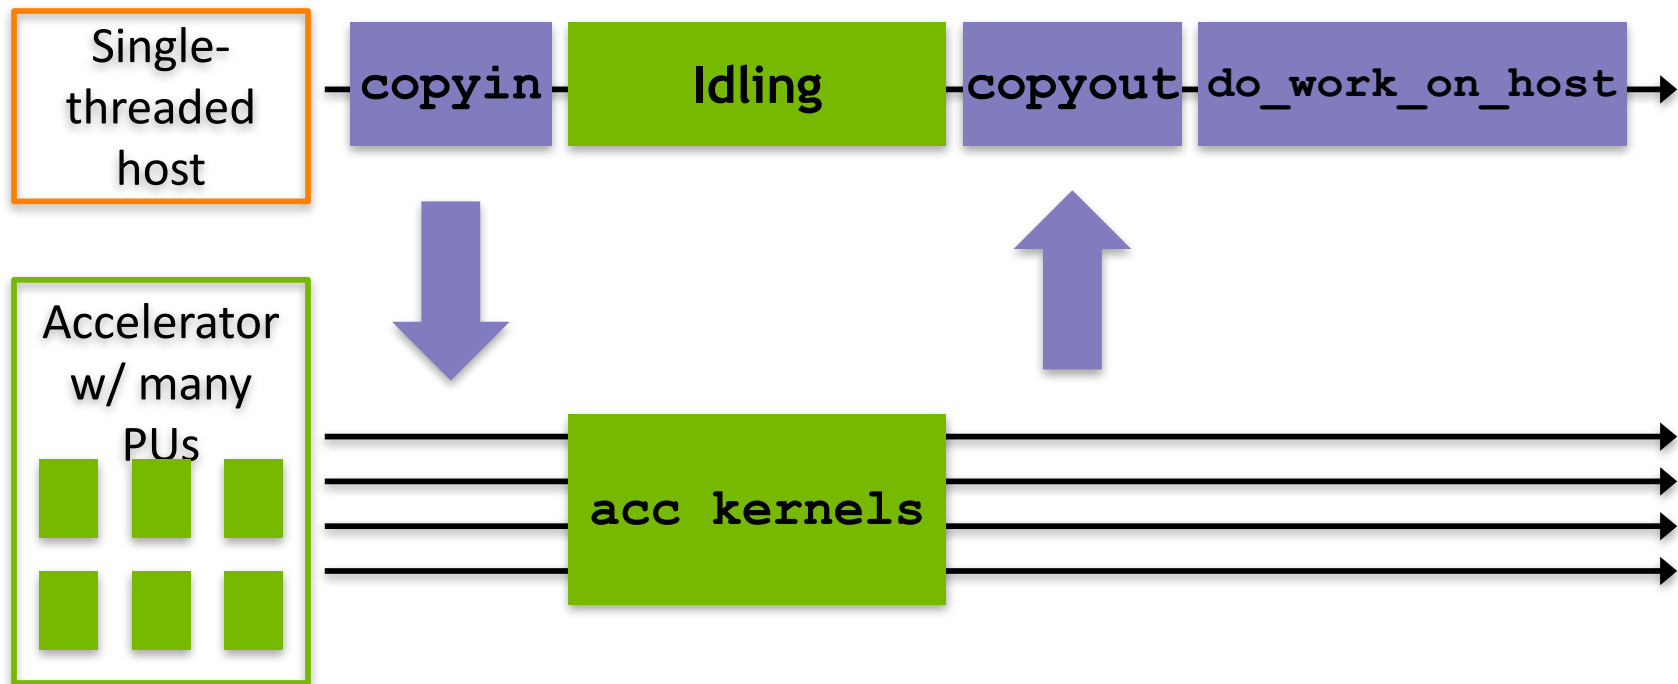 Single-
threaded
host
copyin
Idling
copyout
do_work_on_host
Accelerator
w/ many
PUs
acc kernels